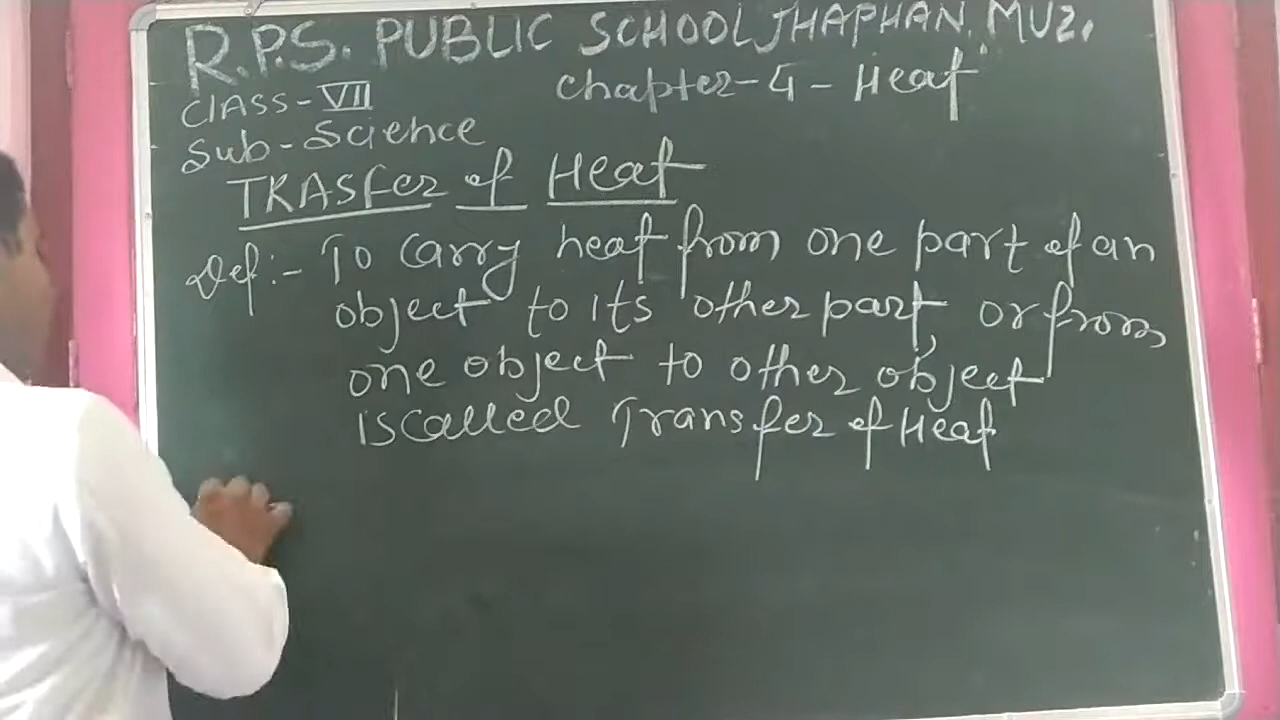 R.P.S. PUBLIC SCHOOL JHAPHAN. MUZ.
CLASS-VII
chapter-4-Heat
Sub-Science
TRASfer of Heat
Def:- To carry heat from one part of an
object to its other part, or from
one object to other object
is called Transfer of Heat